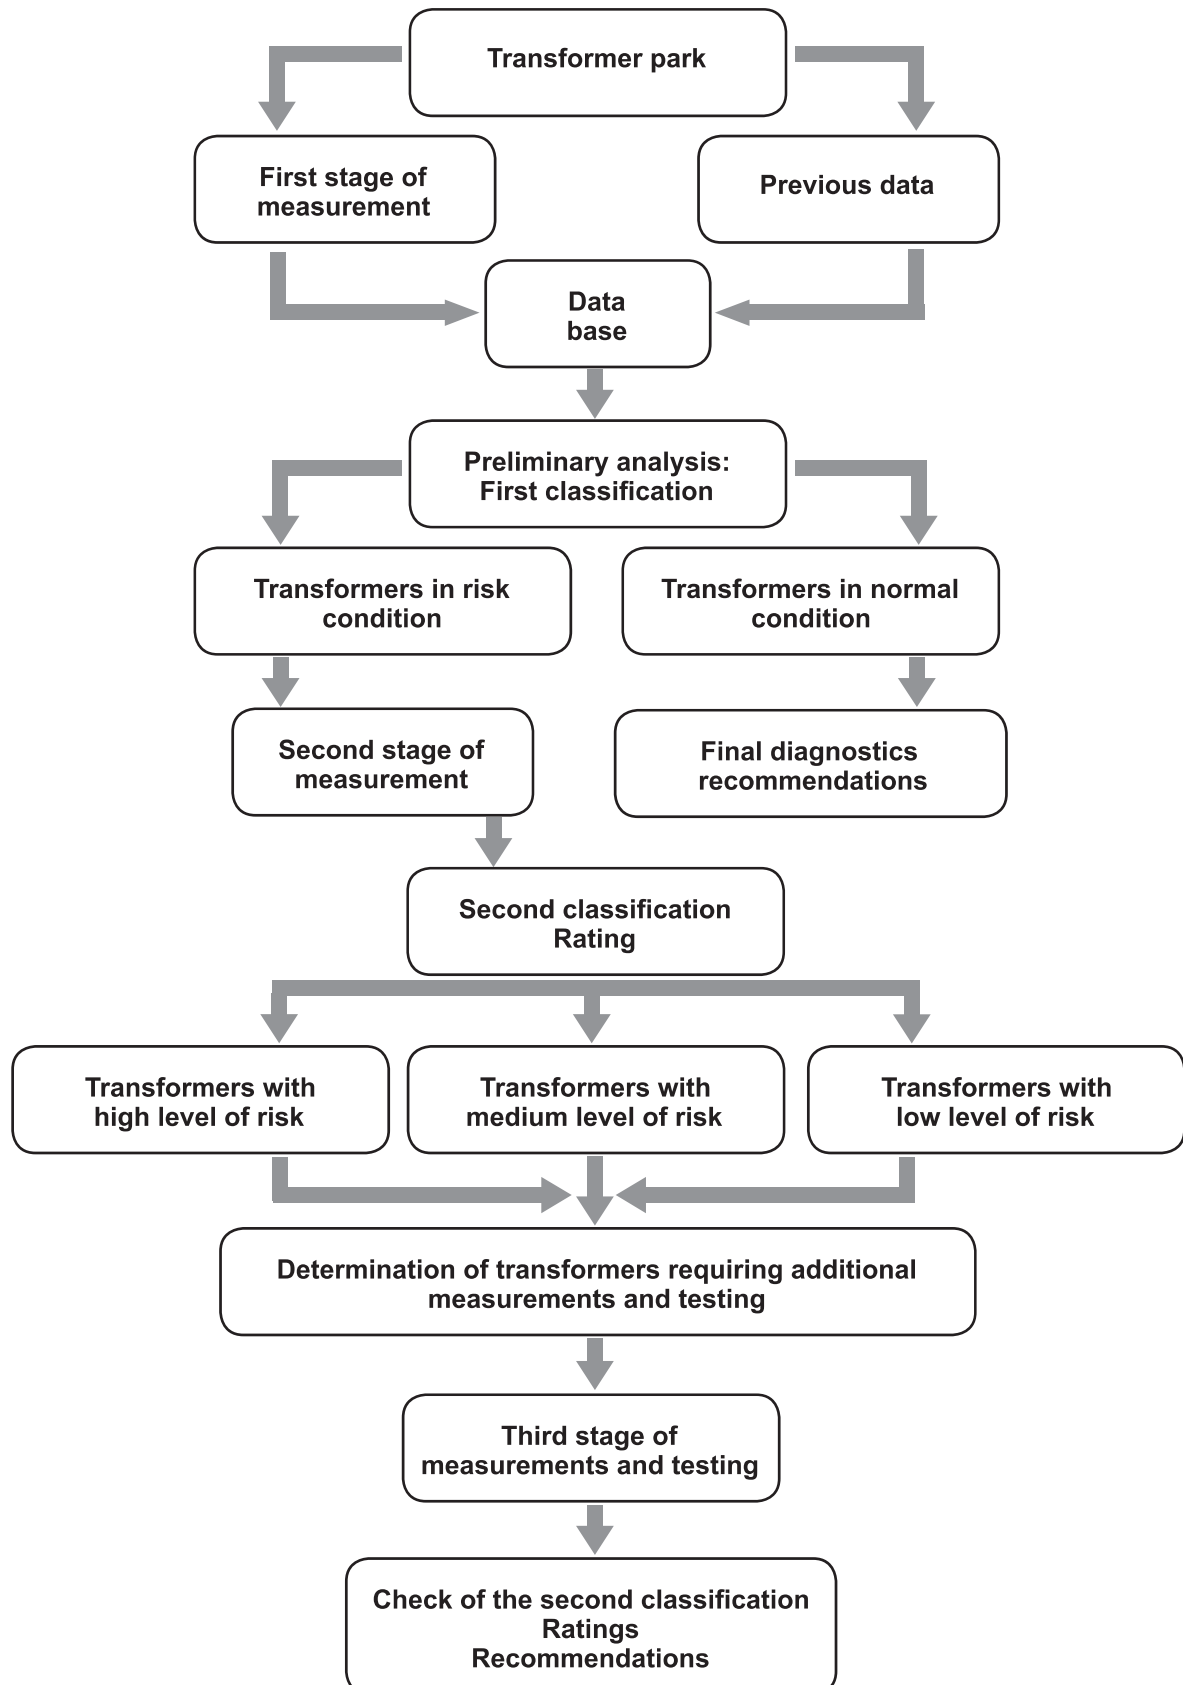 Transformer park
First stage of
measurement
Previous data
Data
base
Preliminary analysis:
First classification
Transformers in risk
condition
Transformers in normal
condition
Second stage of
measurement
Final diagnostics
recommendations
Second classification
Rating
Transformers with
high level of risk
Transformers with
medium level of risk
Transformers with
low level of risk
Determination of transformers requiring additional
measurements and testing
Third stage of
measurements and testing
Check of the second classification
Ratings
Recommendations